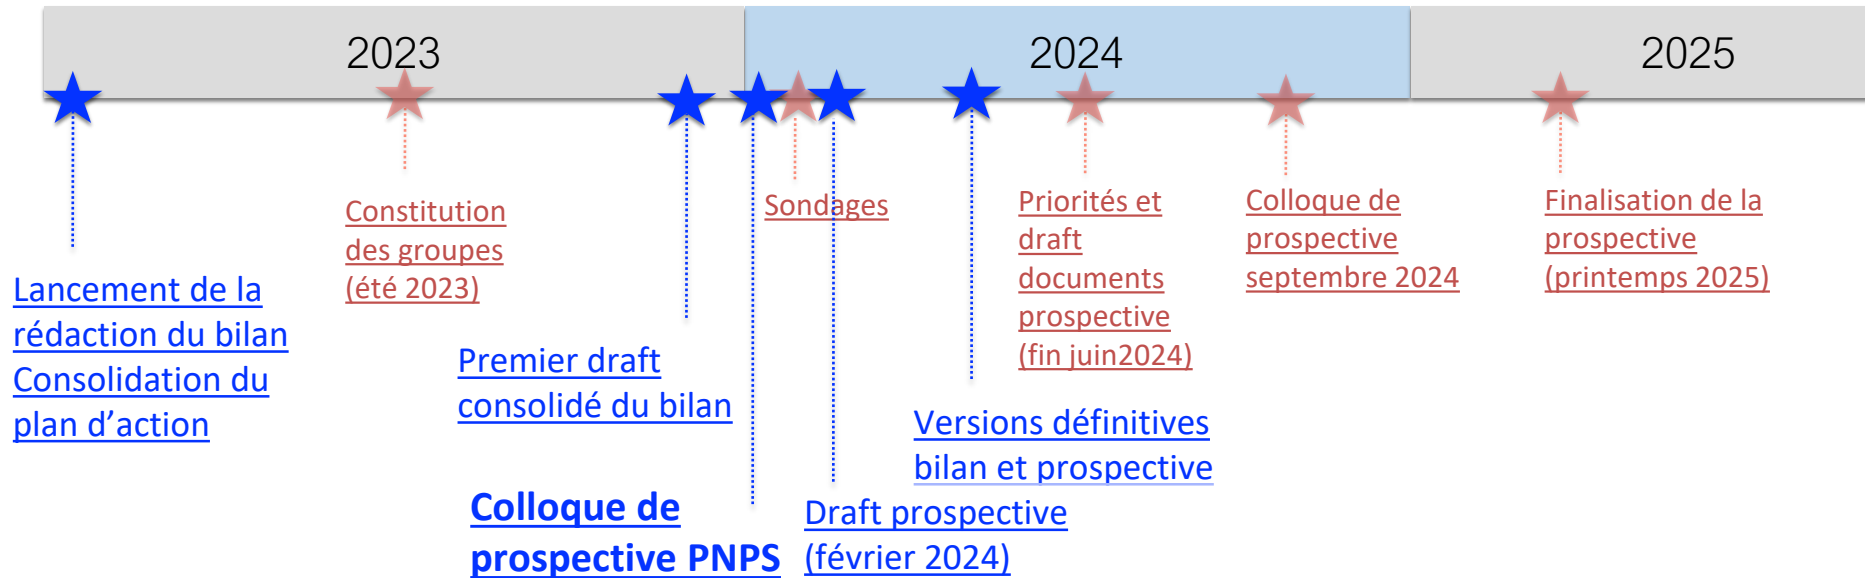 2023
2024
2025
Lancement de la
rédaction du bilan
Consolidation du
plan d’action
Constitution
des groupes
(été 2023)
Premier draft
consolidé du bilan
Colloque de
prospective PNPS
Sondages
Draft prospective
(février 2024)
Versions définitives
bilan et prospective
Priorités et
draft
documents
prospective
(fin juin2024)
Colloque de
prospective
septembre 2024
Finalisation de la
prospective
(printemps 2025)